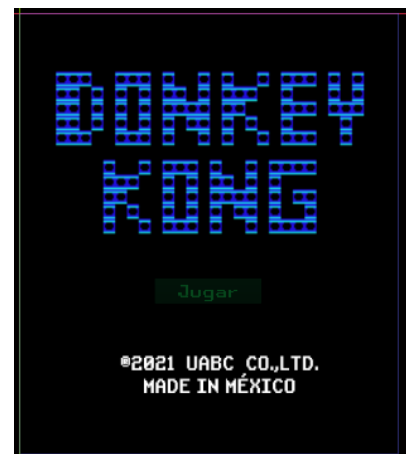 DONKEY
KONG
Jugar
©2021 UABC CO.,LTD.
MADE IN MÉXICO